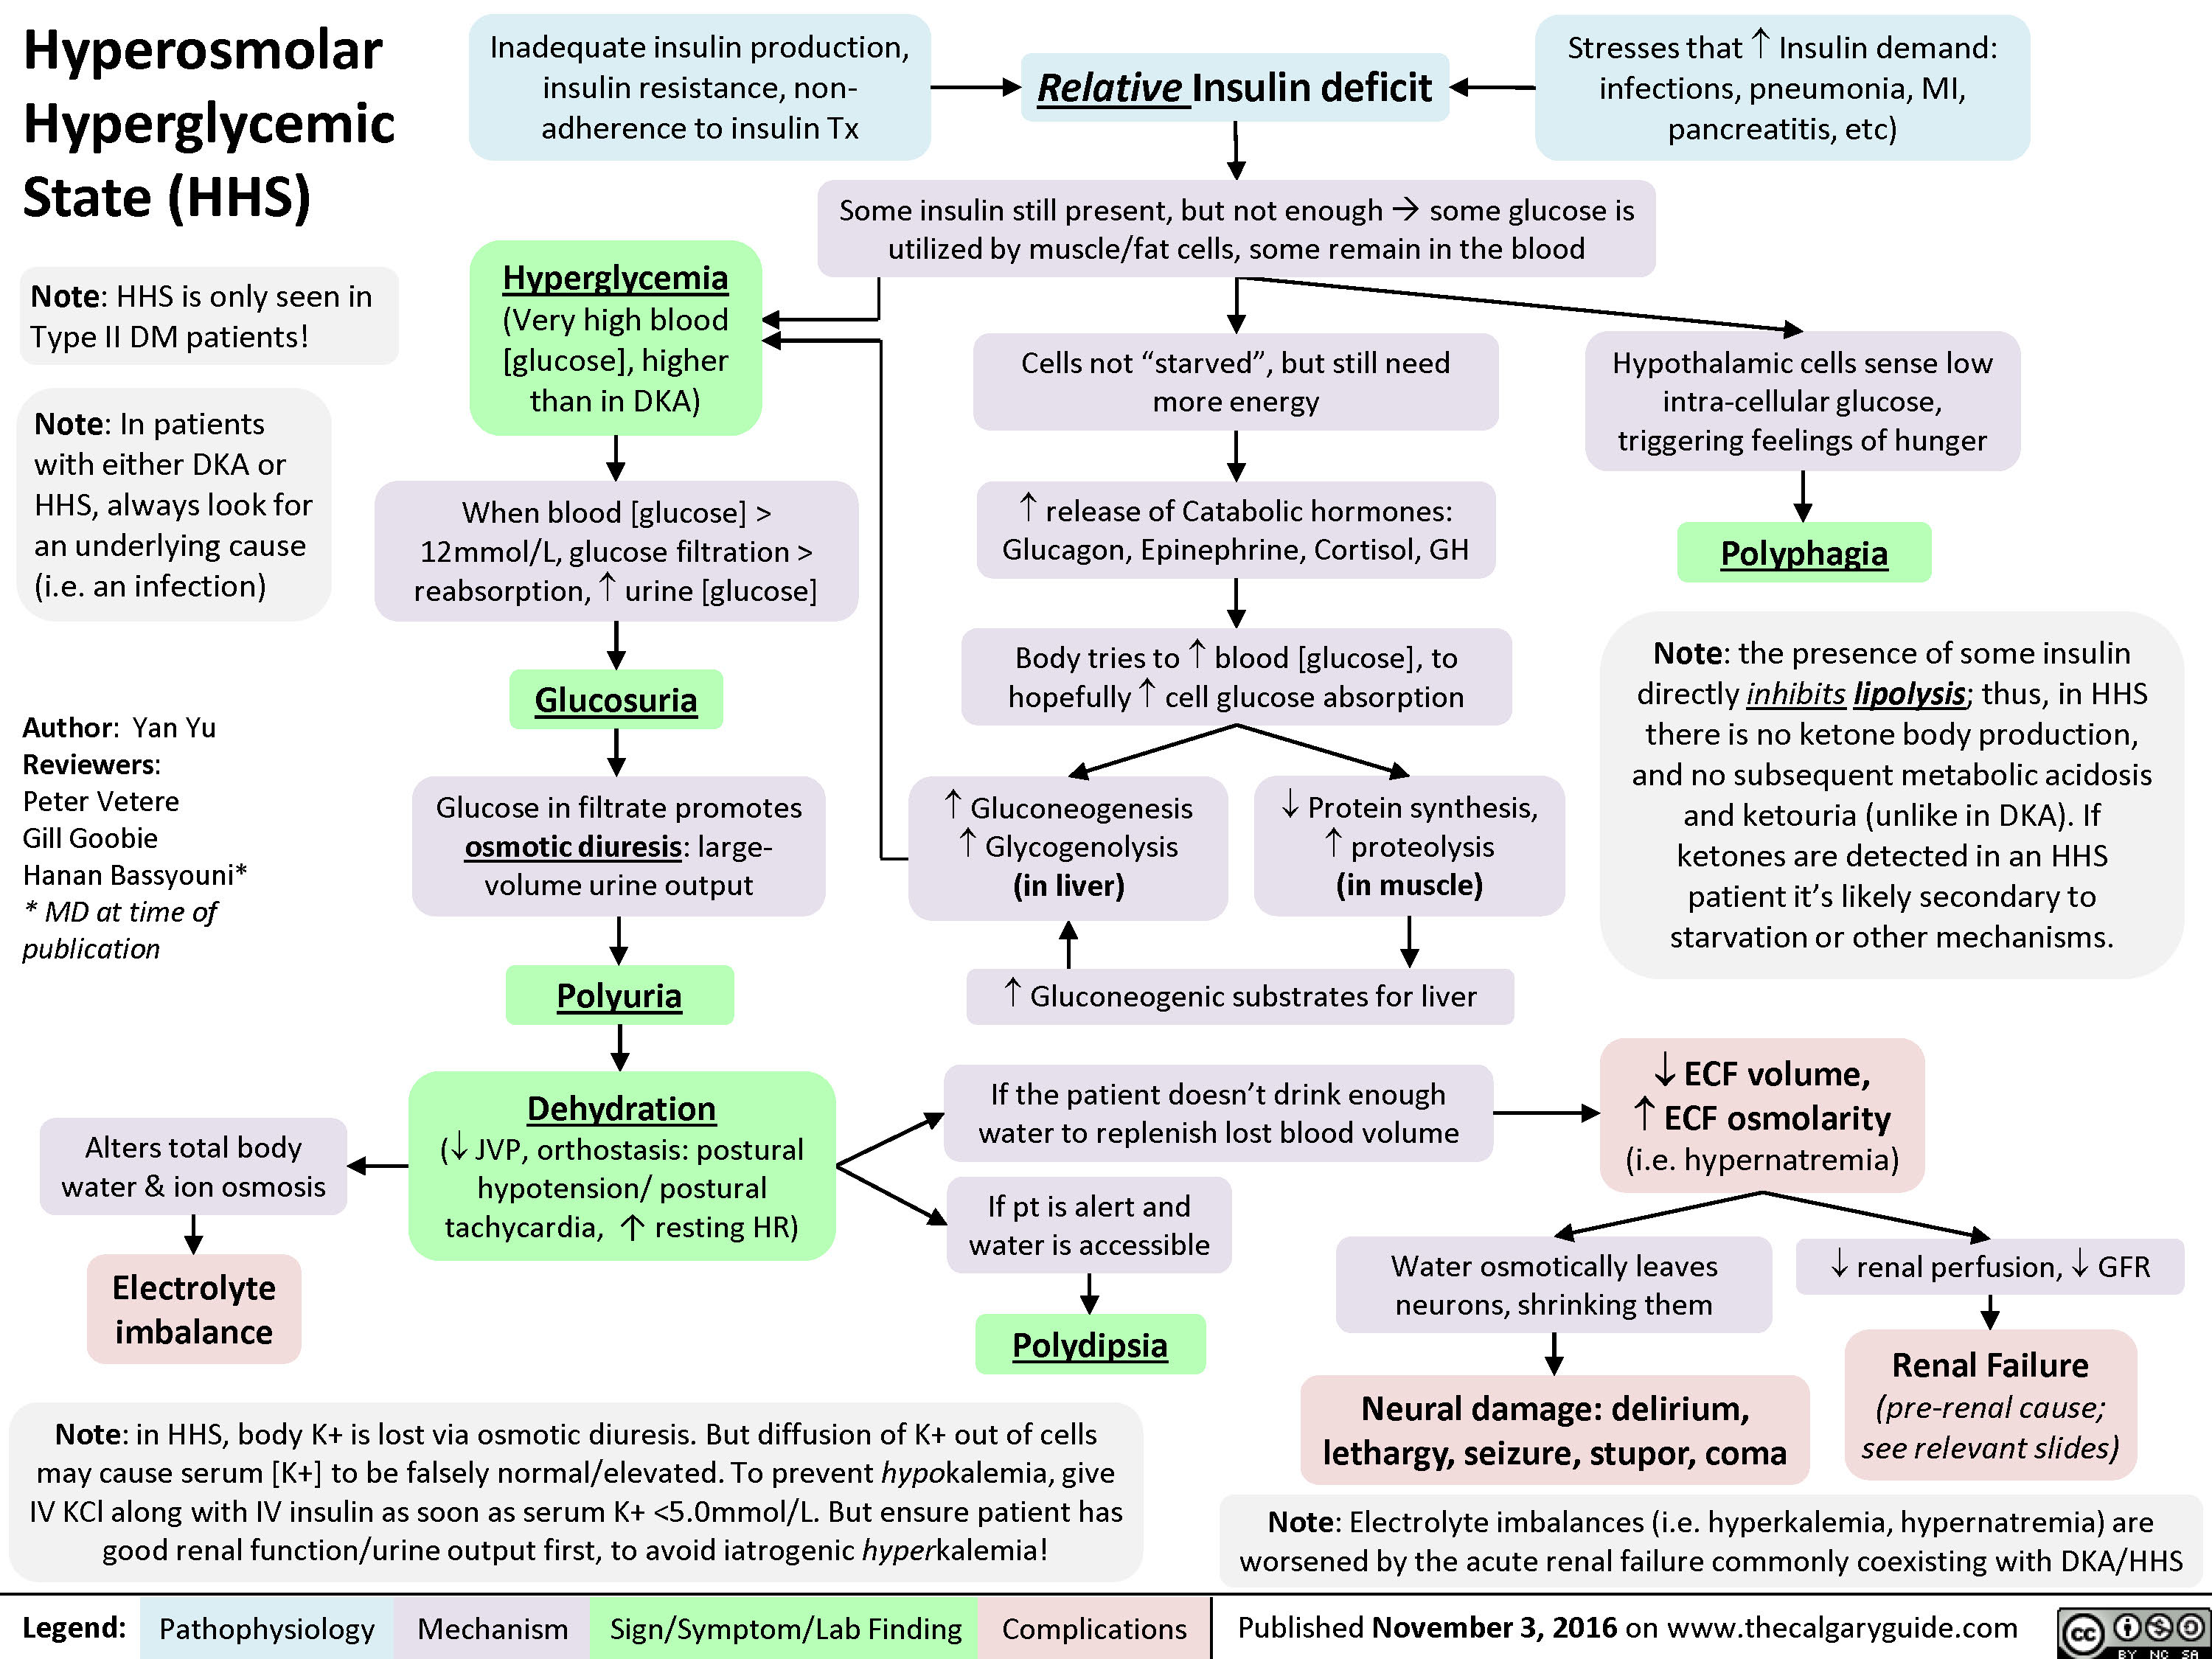 Hyperosmolar
Hyperglycemic
State (HHS)
Inadequate insulin production,
insulin resistance, non-
adherence to insulin Tx
Relative Insulin deficit
Stresses that ↑ Insulin demand:
infections, pneumonia, MI,
pancreatitis, etc)
Some insulin still present, but not enough → some glucose is
utilized by muscle/fat cells, some remain in the blood
Note: HHS is only seen in
Type II DM patients!
Note: In patients
with either DKA or
HHS, always look for
an underlying cause
(i.e. an infection)
Author: Yan Yu
Reviewers:
Peter Vetere
Gill Goobie
Hanan Bassyouni*
* MD at time of
publication
Hyperglycemia
(Very high blood
[glucose], higher
than in DKA)
When blood [glucose] >
12mmol/L, glucose filtration >
reabsorption, ↑ urine [glucose]
Glucosuria
Glucose in filtrate promotes
osmotic diuresis: large-
volume urine output
Polyuria
Dehydration
(↓ JVP, orthostasis: postural
hypotension/ postural
tachycardia, ↑ resting HR)
Alters total body
water & ion osmosis
Electrolyte
imbalance
Cells not “starved”, but still need
more energy
↑ release of Catabolic hormones:
Glucagon, Epinephrine, Cortisol, GH
Body tries to ↑ blood [glucose], to
hopefully ↑ cell glucose absorption
↑ Gluconeogenesis
↑ Glycogenolysis
(in liver)
↓ Protein synthesis,
↑ proteolysis
(in muscle)
↑ Gluconeogenic substrates for liver
Hypothalamic cells sense low
intra-cellular glucose,
triggering feelings of hunger
Polyphagia
Note: the presence of some insulin
directly inhibits lipolysis; thus, in HHS
there is no ketone body production,
and no subsequent metabolic acidosis
and ketouria (unlike in DKA). If
ketones are detected in an HHS
patient it’s likely secondary to
starvation or other mechanisms.
If the patient doesn’t drink enough
water to replenish lost blood volume
If pt is alert and
water is accessible
Polydipsia
↓ ECF volume,
↑ ECF osmolarity
(i.e. hypernatremia)
Water osmotically leaves
neurons, shrinking them
Neural damage: delirium,
lethargy, seizure, stupor, coma
↓ renal perfusion, ↓ GFR
Renal Failure
(pre-renal cause;
see relevant slides)
Note: in HHS, body K+ is lost via osmotic diuresis. But diffusion of K+ out of cells
may cause serum [K+] to be falsely normal/elevated. To prevent hypokalemia, give
IV KCl along with IV insulin as soon as serum K+ <5.0mmol/L. But ensure patient has
good renal function/urine output first, to avoid iatrogenic hyperkalemia!
Note: Electrolyte imbalances (i.e. hyperkalemia, hypernatremia) are
worsened by the acute renal failure commonly coexisting with DKA/HHS
Legend: Pathophysiology Mechanism Sign/Symptom/Lab Finding Complications Published November 3, 2016 on www.thecalgaryguide.com
cc
BY NC SA